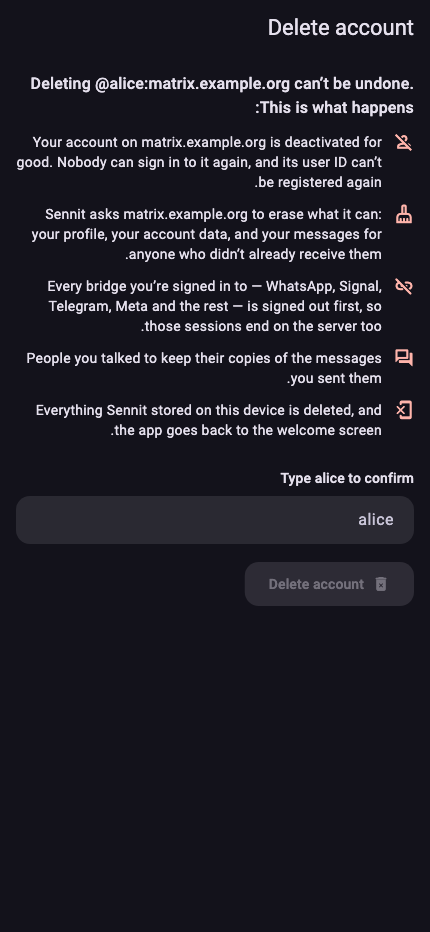 Delete account
Deleting @alice:matrix.example.org can’t be undone.
This is what happens:
Your account on matrix.example.org is deactivated for
good. Nobody can sign in to it again, and its user ID can’t
be registered again.
Sennit asks matrix.example.org to erase what it can:
your profile, your account data, and your messages for
anyone who didn’t already receive them.
Every bridge you’re signed in to — WhatsApp, Signal,
Telegram, Meta and the rest — is signed out first, so
those sessions end on the server too.
People you talked to keep their copies of the messages
you sent them.
Everything Sennit stored on this device is deleted, and
the app goes back to the welcome screen.
Type alice to confirm
alice
Delete account